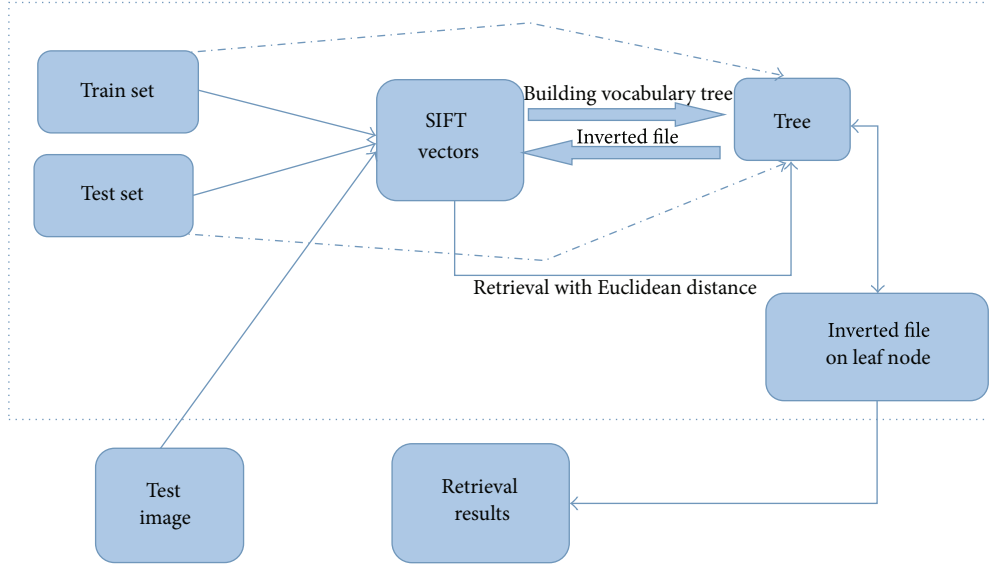 Train set
Test set
SIFT
vectors
Building vocabulary tree
Inverted file
Tree
Retrieval with Euclidean distance
Inverted file
on leaf node
Test
image
Retrieval
results